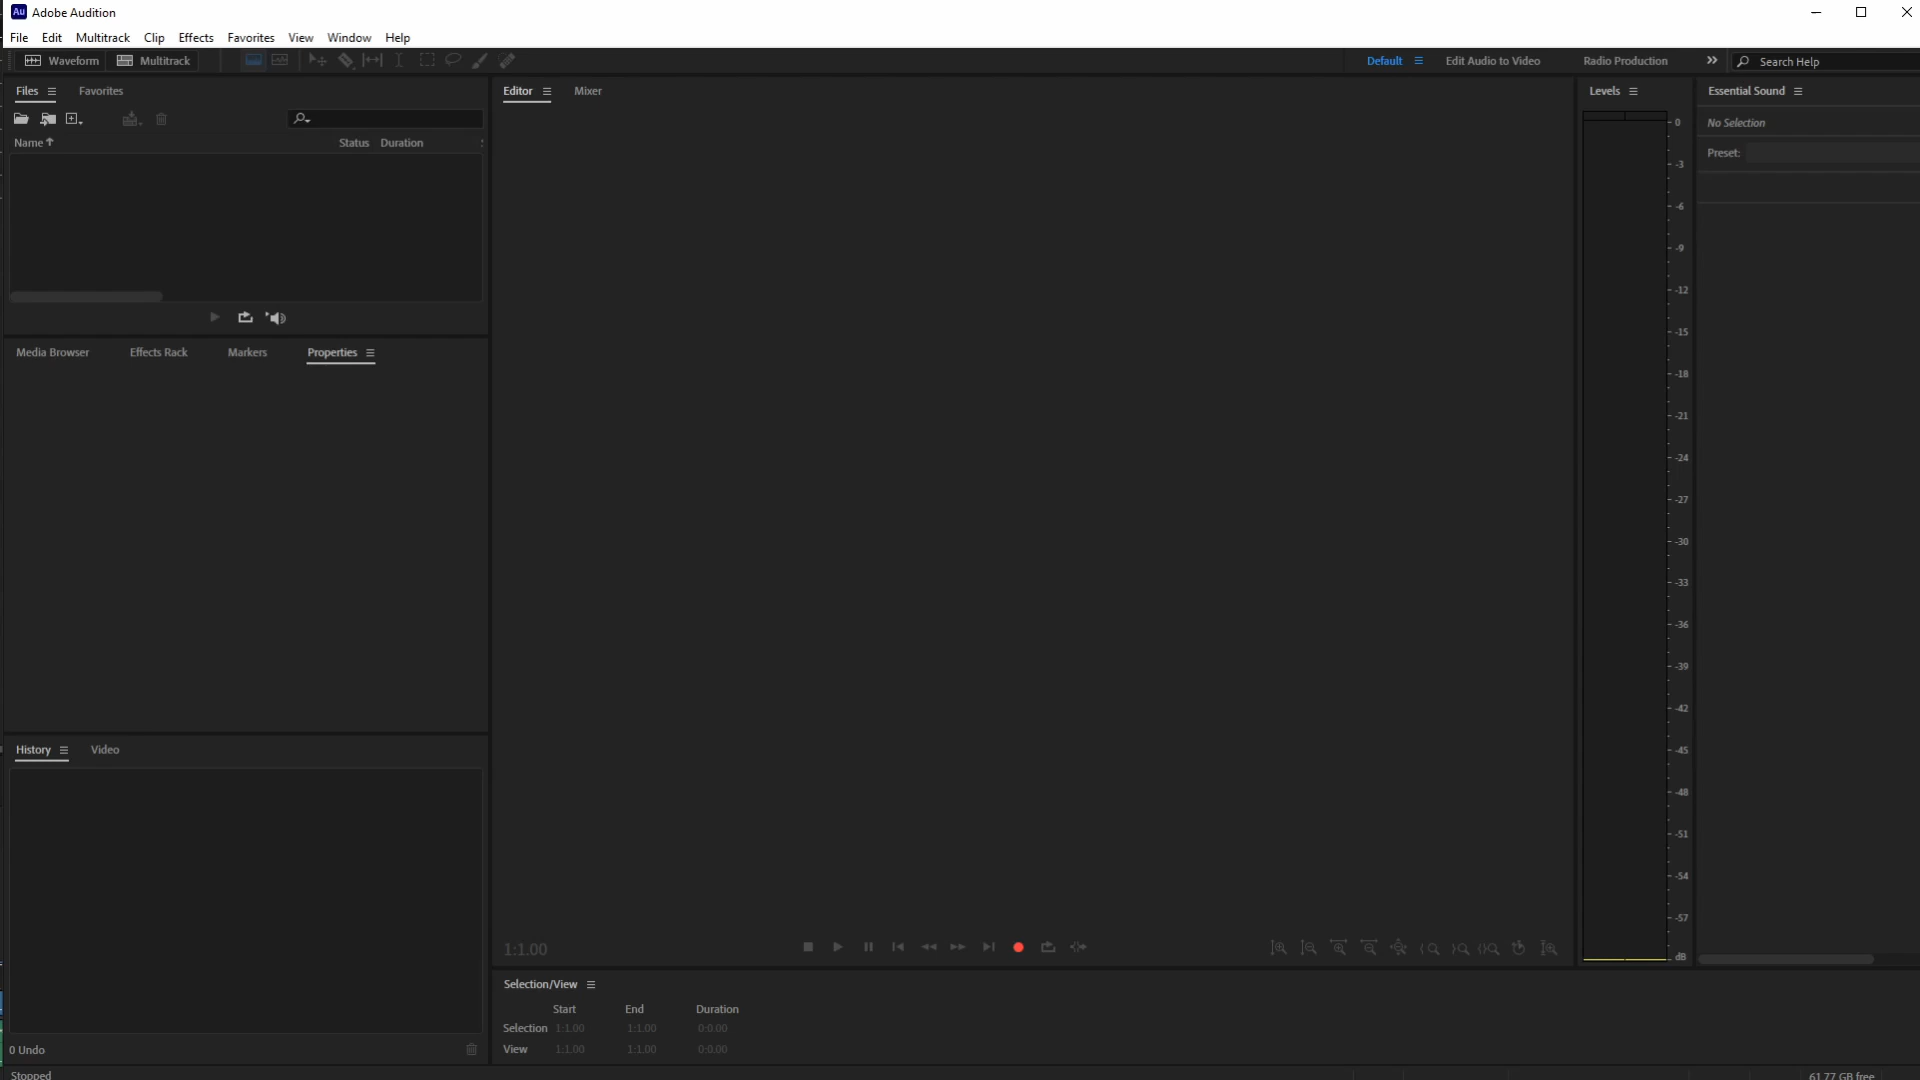 Au Adobe Audition
File Edit Multitrack Clip Effects Favorites View Window Help
Waveform Multitrack Default Edit Audio to Video Radio Production Search Help
Files Favorites Editor Mixer Levels Essential Sound
No Selection
Name Status Duration
Preset:
0
-3
-6
-9
-12
-15
-18
-21
-24
-27
-30
-33
-36
-39
-42
-45
-48
-51
-54
-57
dB
Media Browser Effects Rack Markers Properties
History Video
1:1.00
Selection/View
Start End Duration
Selection 1:1.00 1:1.00 0:0.00
View 1:1.00 1:1.00 0:0.00
0 Undo
Stopped 61.77 GB free